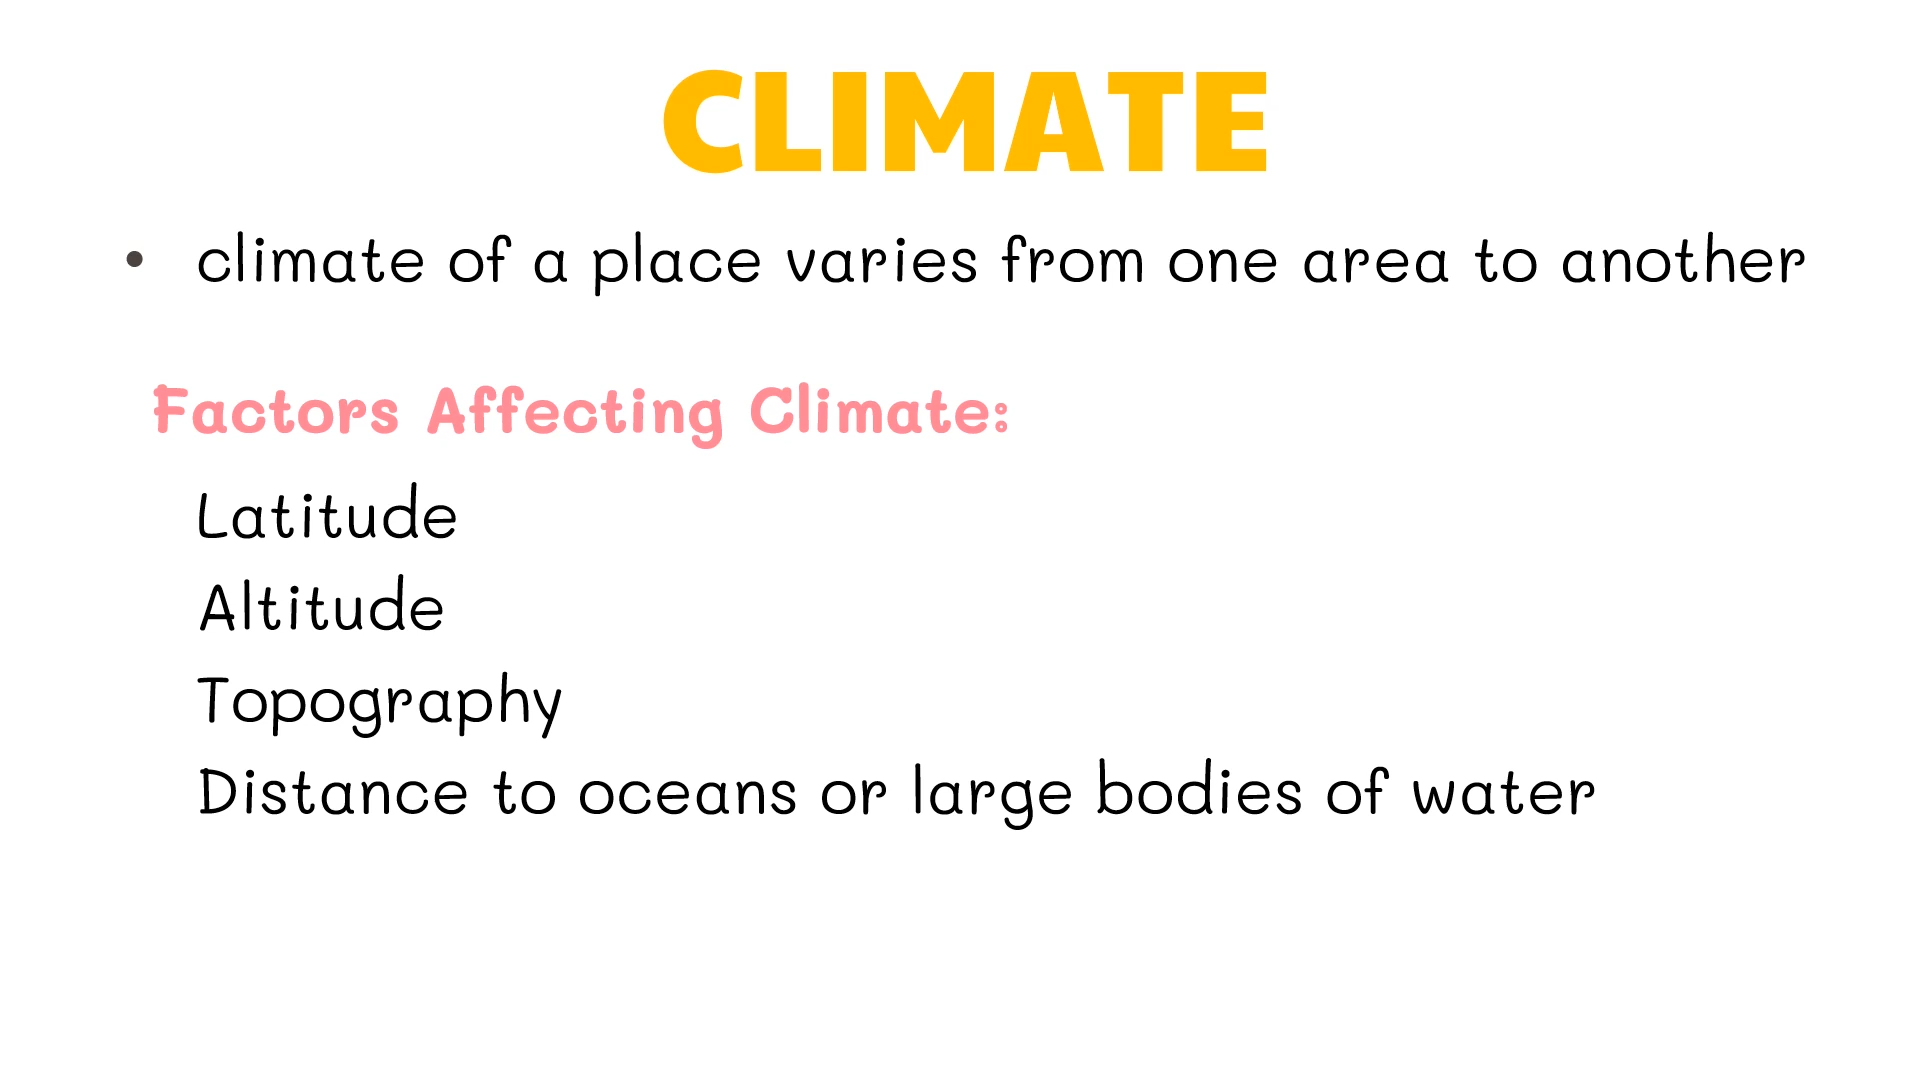 CLIMATE
• climate of a place varies from one area to another
Factors Affecting Climate:
Latitude
Altitude
Topography
Distance to oceans or large bodies of water